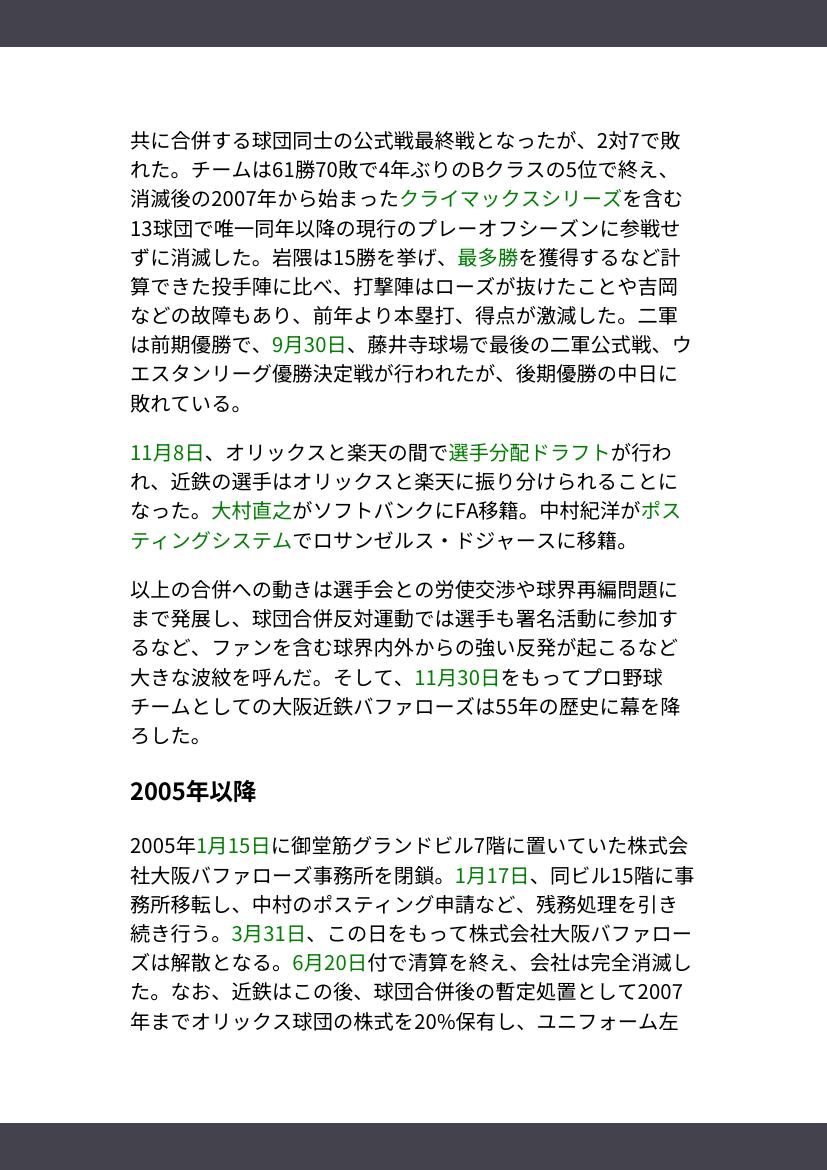 共に合併する球団同士の公式戦最終戦となったが、2対7で敗
れた。チームは61勝70敗で4年ぶりのBクラスの5位で終え、
消滅後の2007年から始まったクライマックスシリーズを含む
13球団で唯一同年以降の現行のプレーオフシーズンに参戦せ
ずに消滅した。岩隈は15勝を挙げ、最多勝を獲得するなど計
算できた投手陣に比べ、打撃陣はローズが抜けたことや吉岡
などの故障もあり、前年より本塁打、得点が激減した。二軍
は前期優勝で、9月30日、藤井寺球場で最後の二軍公式戦、ウ
エスタンリーグ優勝決定戦が行われたが、後期優勝の中日に
敗れている。
11月8日、オリックスと楽天の間で選手分配ドラフトが行わ
れ、近鉄の選手はオリックスと楽天に振り分けられることに
なった。大村直之がソフトバンクにFA移籍。中村紀洋がポス
ティングシステムでロサンゼルス・ドジャースに移籍。
以上の合併への動きは選手会との労使交渉や球界再編問題に
まで発展し、球団合併反対運動では選手も署名活動に参加す
るなど、ファンを含む球界内外からの強い反発が起こるなど
大きな波紋を呼んだ。そして、11月30日をもってプロ野球
チームとしての大阪近鉄バファローズは55年の歴史に幕を降
ろした。
2005年以降
2005年1月15日に御堂筋グランドビル7階に置いていた株式会
社大阪バファローズ事務所を閉鎖。1月17日、同ビル15階に事
務所移転し、中村のポスティング申請など、残務処理を引き
続き行う。3月31日、この日をもって株式会社大阪バファロー
ズは解散となる。6月20日付で清算を終え、会社は完全消滅し
た。なお、近鉄はこの後、球団合併後の暫定処置として2007
年までオリックス球団の株式を20%保有し、ユニフォーム左